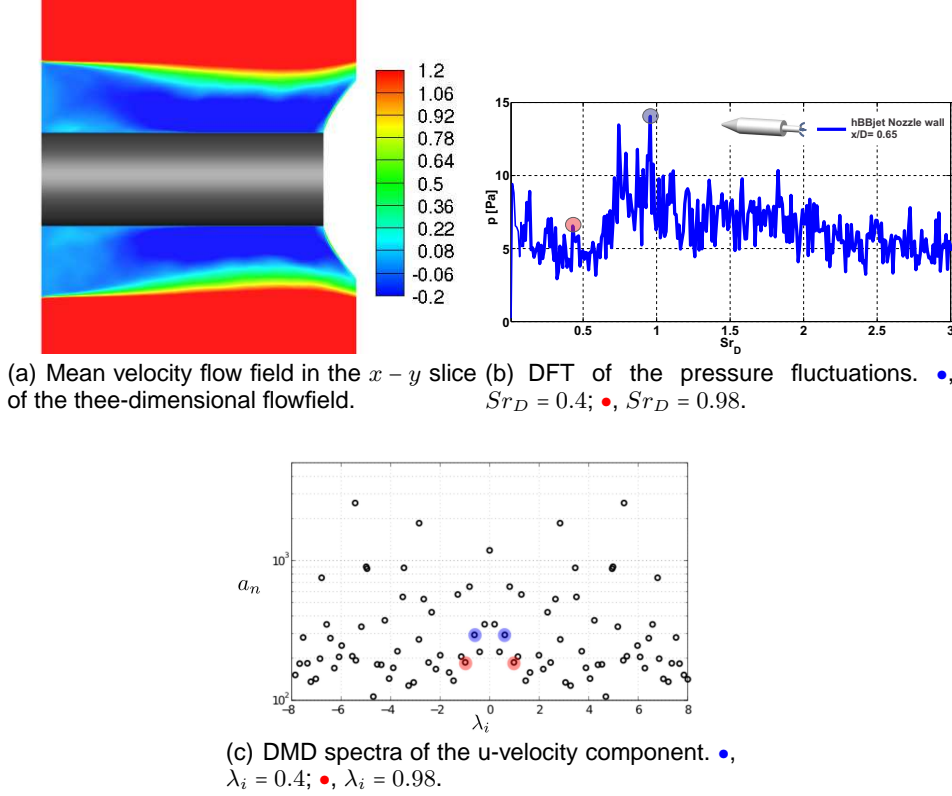 1.2
1.06
0.92
0.78
0.64
0.5
0.36
0.22
0.08
-0.06
-0.2
15
10
5
0
p [Pa]
hBBjet Nozzle wall
x/D= 0.65
0.5 1 1.5 2 2.5 3
Sr_D
(a) Mean velocity flow field in the x − y slice
of the thee-dimensional flowfield.
(b) DFT of the pressure fluctuations. •,
Sr_D = 0.4; •, Sr_D = 0.98.
10^3
a_n
10^2
−8 −6 −4 −2 0 2 4 6 8
λ_i
(c) DMD spectra of the u-velocity component. •,
λ_i = 0.4; •, λ_i = 0.98.